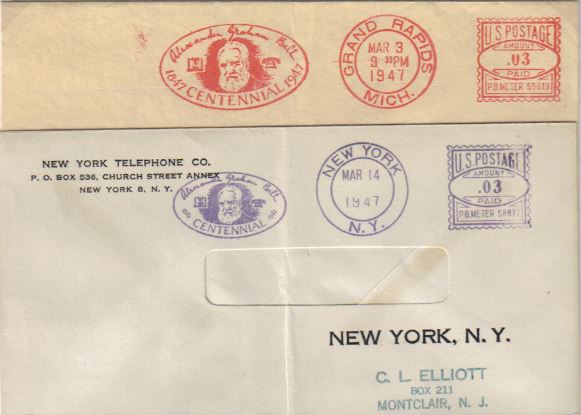 Alexander Graham Bell
1847 CENTENNIAL 1947
GRAND RAPIDS
MAR 3
9 30PM
1947
MICH.
U.S. POSTAGE
AMOUNT
.03
PAID
P.B. METER 59619
NEW YORK TELEPHONE CO.
P. O. BOX 536, CHURCH STREET ANNEX
NEW YORK 8, N. Y.
Alexander Graham Bell
CENTENNIAL
NEW YORK
MAR 14
1947
N.Y.
U.S. POSTAGE
AMOUNT
.03
PAID
P.B. METER
NEW YORK, N. Y.
C. L. ELLIOTT
BOX 211
MONTCLAIR, N. J.